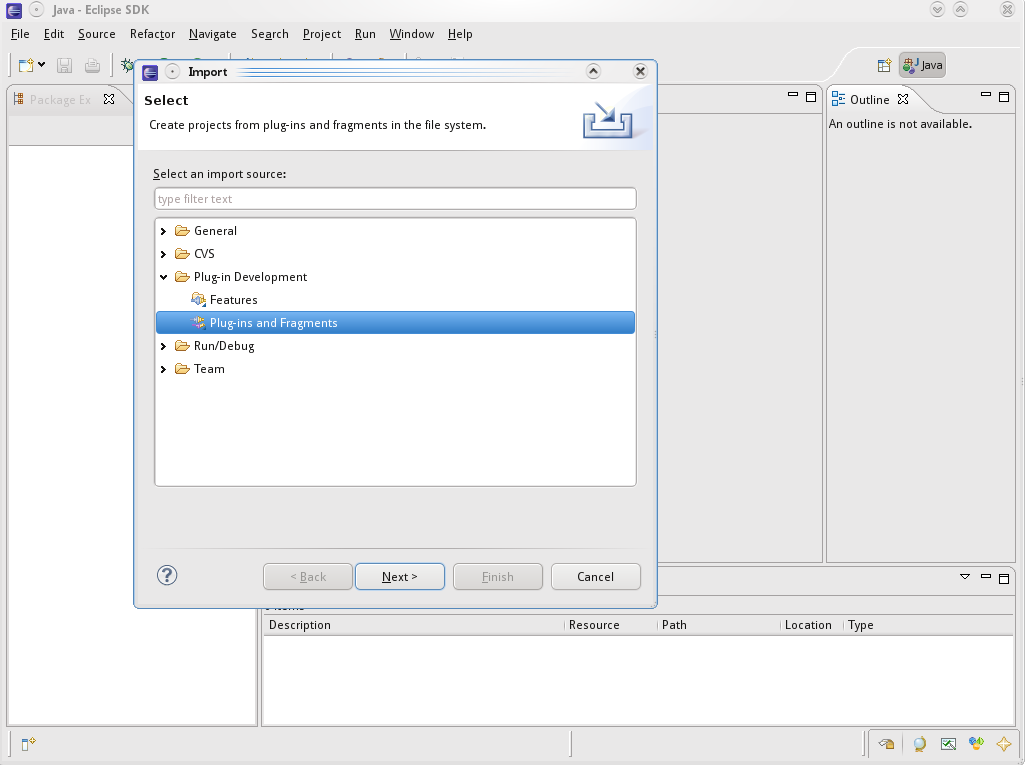 Java - Eclipse SDK
File Edit Source Refactor Navigate Search Project Run Window Help
Java
Package Ex
Outline
An outline is not available.
Import
Select
Create projects from plug-ins and fragments in the file system.
Select an import source:
type filter text
General
CVS
Plug-in Development
Features
Plug-ins and Fragments
Run/Debug
Team
? < Back Next > Finish Cancel
Description Resource Path Location Type